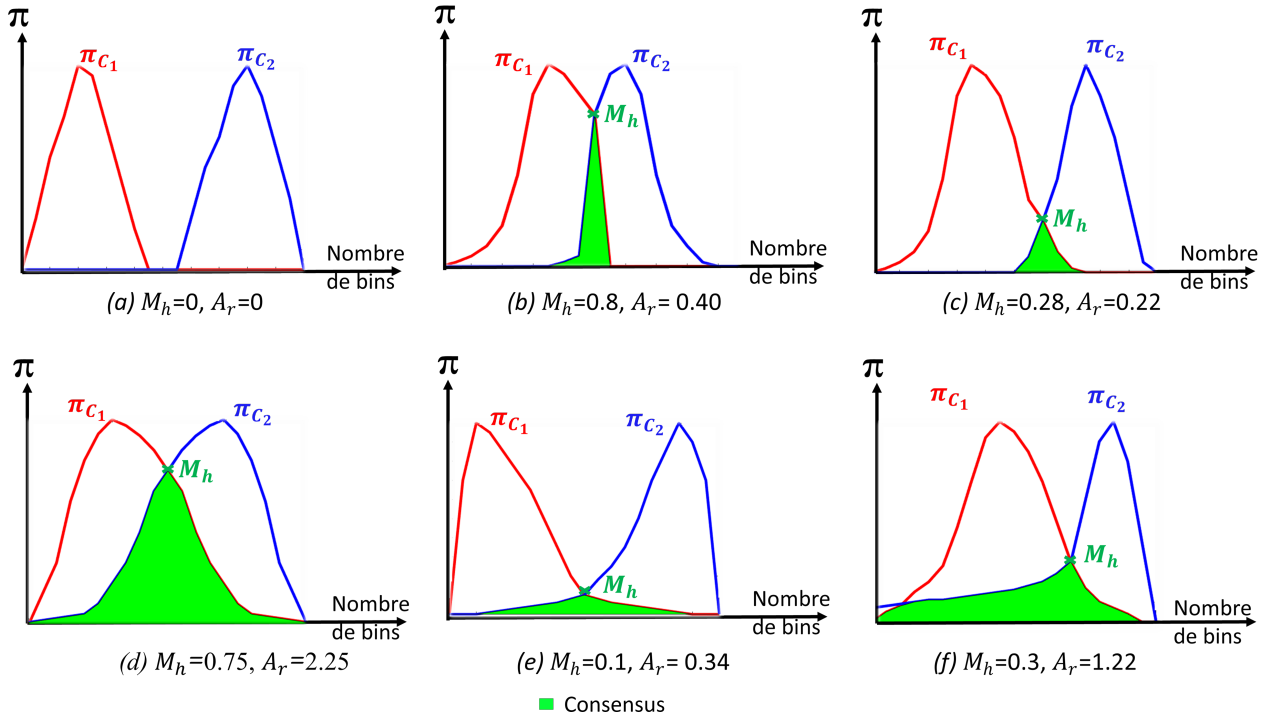 π
π_C₁
π_C₂
Nombre
de bins
(a) M_h=0, A_r=0
π
π_C₁
π_C₂
M_h
Nombre
de bins
(b) M_h=0.8, A_r= 0.40
π
π_C₁
π_C₂
M_h
Nombre
de bins
(c) M_h=0.28, A_r=0.22
π
π_C₁
π_C₂
M_h
Nombre
de bins
(d) M_h=0.75, A_r=2.25
π
π_C₁
π_C₂
M_h
Nombre
de bins
(e) M_h=0.1, A_r= 0.34
π
π_C₁
π_C₂
M_h
Nombre
de bins
(f) M_h=0.3, A_r=1.22
Consensus